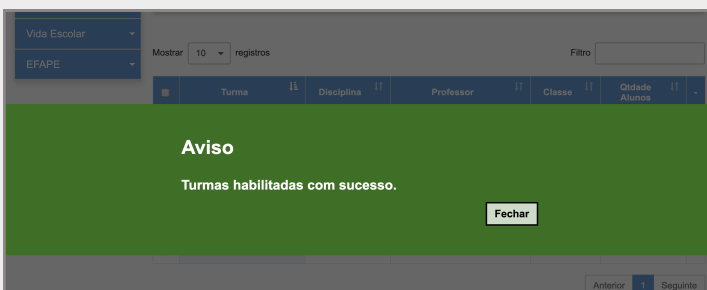 Vida Escolar
EFAPE
Mostrar 10 registros
Filtro
Turma Disciplina Professor Classe Qtdade Alunos -
Aviso
Turmas habilitadas com sucesso.
Fechar
Anterior 1 Seguinte